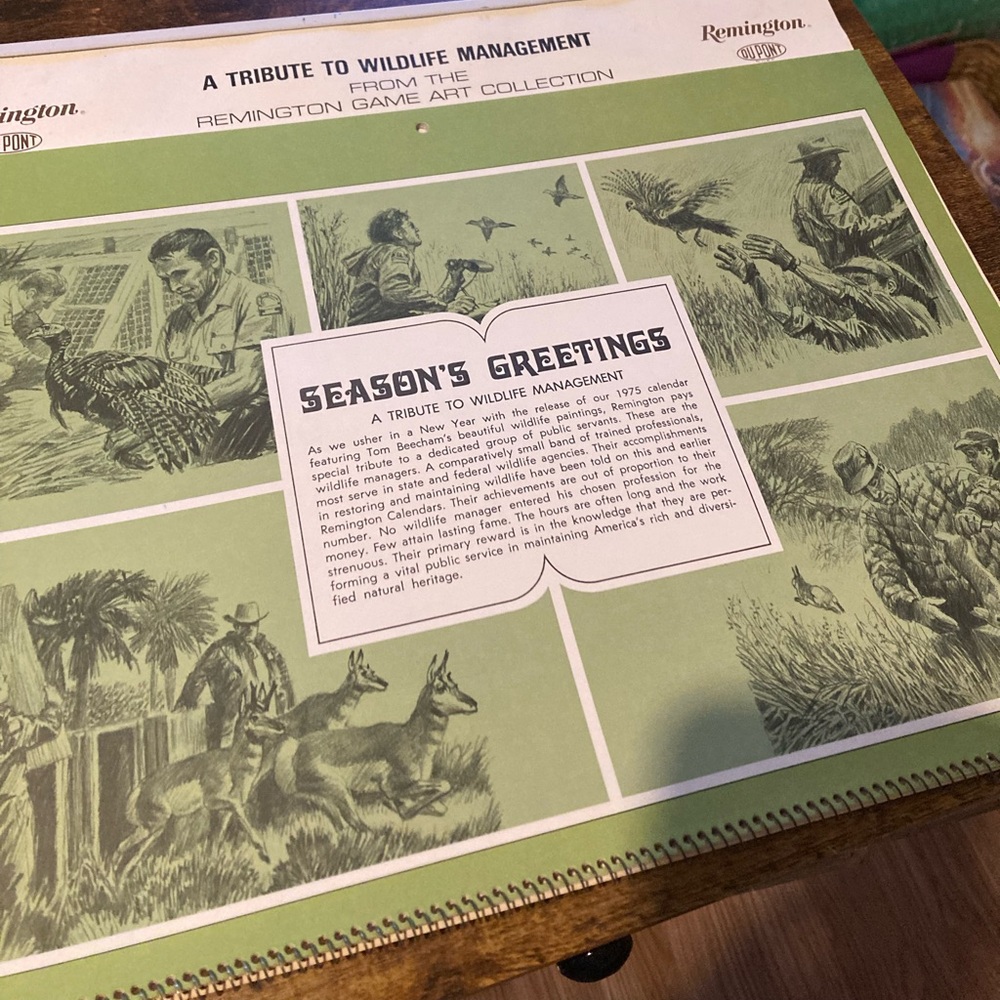 Remington®
DU PONT
A TRIBUTE TO WILDLIFE MANAGEMENT
FROM THE
REMINGTON GAME ART COLLECTION
ington®
PONT
SEASON'S GREETINGS
A TRIBUTE TO WILDLIFE MANAGEMENT
As we usher in a New Year with the release of our 1975 calendar
featuring Tom Beecham's beautiful wildlife paintings, Remington pays
special tribute to a dedicated group of public servants. These are the
wildlife managers. A comparatively small band of trained professionals,
most serve in state and federal wildlife agencies. Their accomplishments
in restoring and maintaining wildlife have been told on this and earlier
Remington Calendars. Their achievements are out of proportion to their
number. No wildlife manager entered his chosen profession for the
money. Few attain lasting fame. The hours are often long and the work
strenuous. Their primary reward is in the knowledge that they are per-
forming a vital public service in maintaining America's rich and diversi-
fied natural heritage.